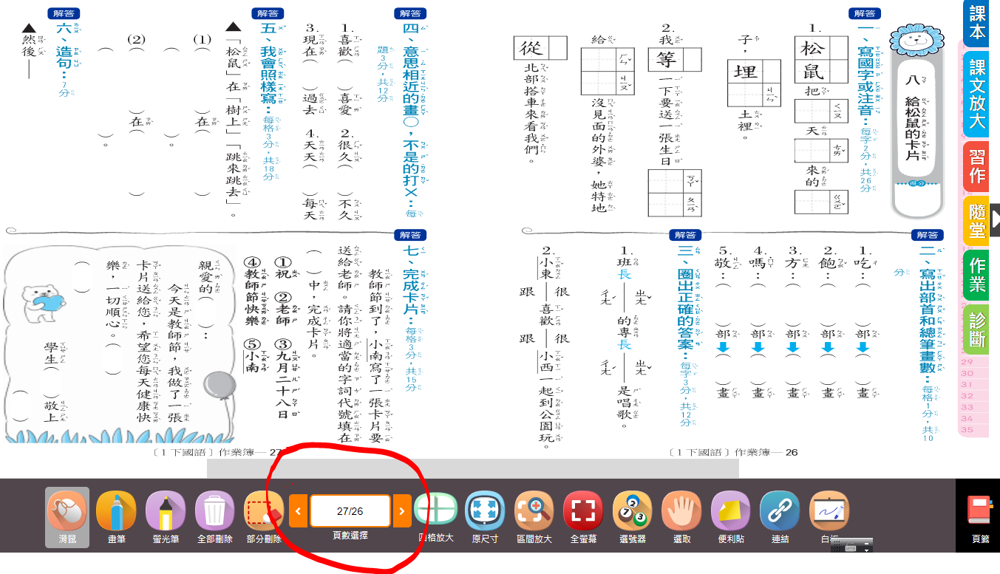 八 給松鼠的卡片
得分
解答
一、寫國字或注音：每字2分，共26分
1. 松鼠把ㄑㄧㄡ天ㄘㄞˇ來的ㄍㄨㄛˇ
子，埋ㄐㄧㄣˋ土裡。
2. 我等一下要送一張生日ㄎㄚˇㄆㄧㄢˋ
給ㄏㄣˇㄐㄧㄡˇ沒見面的外婆，她特地
從北部搭車來看我們。
解答
二、寫出部首和總筆畫數：每格1分，共10分
1. 吃：（ ）部（ ）畫
2. 飽：（ ）部（ ）畫
3. 方：（ ）部（ ）畫
4. 嗎：（ ）部（ ）畫
5. 敬：（ ）部（ ）畫
解答
三、圈出正確的答案：每字3分，共12分
1. 班長 ㄓㄤˇ ㄔㄤˊ 的專長 ㄓㄤˇ ㄔㄤˊ 是唱歌。
2. 小東 很 跟 喜歡 很 跟 小西一起到公園玩。
〔1下國語〕作業簿—26
解答
四、意思相近的畫○，不是的打×：每題3分，共12分
1. 喜歡（ ）喜愛 2. 很久（ ）不久
3. 現在（ ）過去 4. 天天（ ）每天
解答
五、我會照樣寫：每格3分，共18分
▲「松鼠」在「樹上」「跳來跳去」。
(1)（ ）在（ ）
（ ）。
(2)（ ）在（ ）
（ ）。
解答
六、造句：7分
▲然後—
解答
七、完成卡片：每格3分，共15分
教師節到了，小南寫了一張卡片要
送給老師。請你將適當的字詞代號填在
（ ）中，完成卡片。
①祝 ②老師 ③九月二十八日
④教師節快樂 ⑤小南
親愛的（ ）：
今天是教師節，我做了一張
卡片送給您，希望您每天健康快
樂，一切順心。（ ）
（ ）
學生（ ）敬上
（ ）
〔1下國語〕作業簿—27
課本
課文放大
習作
隨堂
作業
診斷
29
30
31
32
33
34
35
滑鼠
畫筆
螢光筆
全部刪除
部分刪除
27/26
頁數選擇
四格放大
原尺寸
區間放大
全螢幕
選號器
選取
便利貼
連結
白板
頁籤